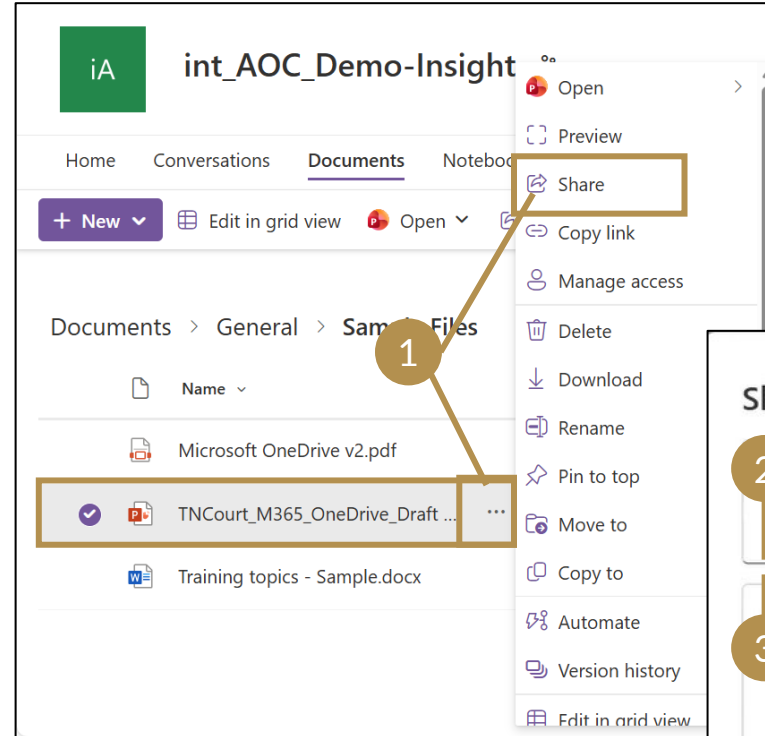 iA
int_AOC_Demo-Insight
Home Conversations Documents
+ New Edit in grid view Open
Documents > General > Files
1
Name
Microsoft OneDrive v2.pdf
TNCourt_M365_OneDrive_Draft ... ...
Training topics - Sample.docx
Open
Preview
Share
Copy link
Manage access
Delete
Download
Rename
Pin to top
Move to
Copy to
Automate
Version history
Edit in grid view
2
3